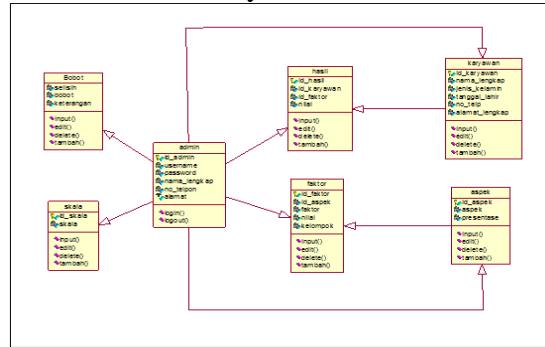 Bobot
selisih
bobot
keterangan
input()
edit()
delete()
tambah()
skala
id_skala
skala
input()
edit()
delete()
tambah()
admin
id_admin
username
password
nama_lengkap
no_telpon
alamat
login()
logout()
hasil
id_hasil
id_karyawan
id_faktor
nilai
input()
edit()
delete()
tambah()
faktor
id_faktor
id_aspek
faktor
nilai
kelompok
input()
edit()
delete()
tambah()
karyawan
id_karyawan
nama_lengkap
jenis_kelamin
tanggal_lahir
no_telp
alamat_lengkap
input()
edit()
delete()
tambah()
aspek
id_aspek
aspek
presentase
input()
edit()
delete()
tambah()